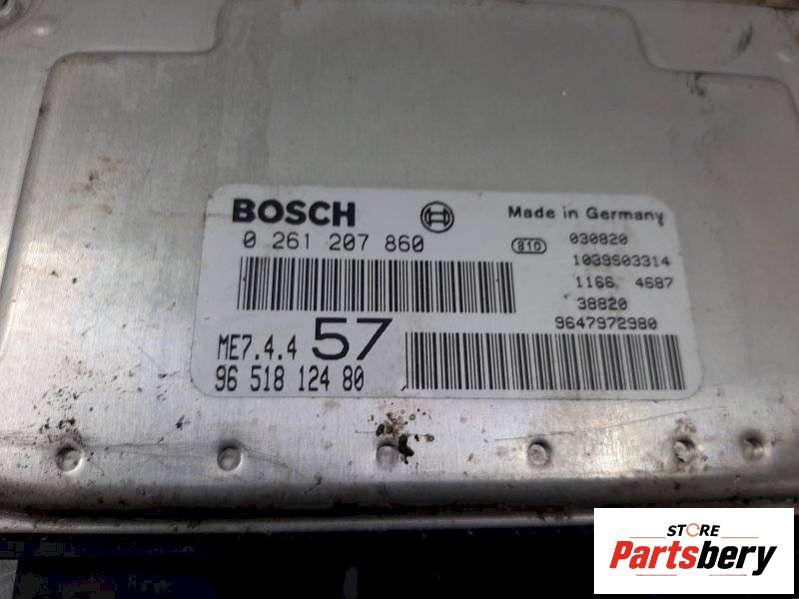 BOSCH
Made in Germany
0 261 207 860
030820
1039S03314
1166 4687
38820
9647972980
ME7.4.4 57
96 518 124 80
STORE
Partsbery